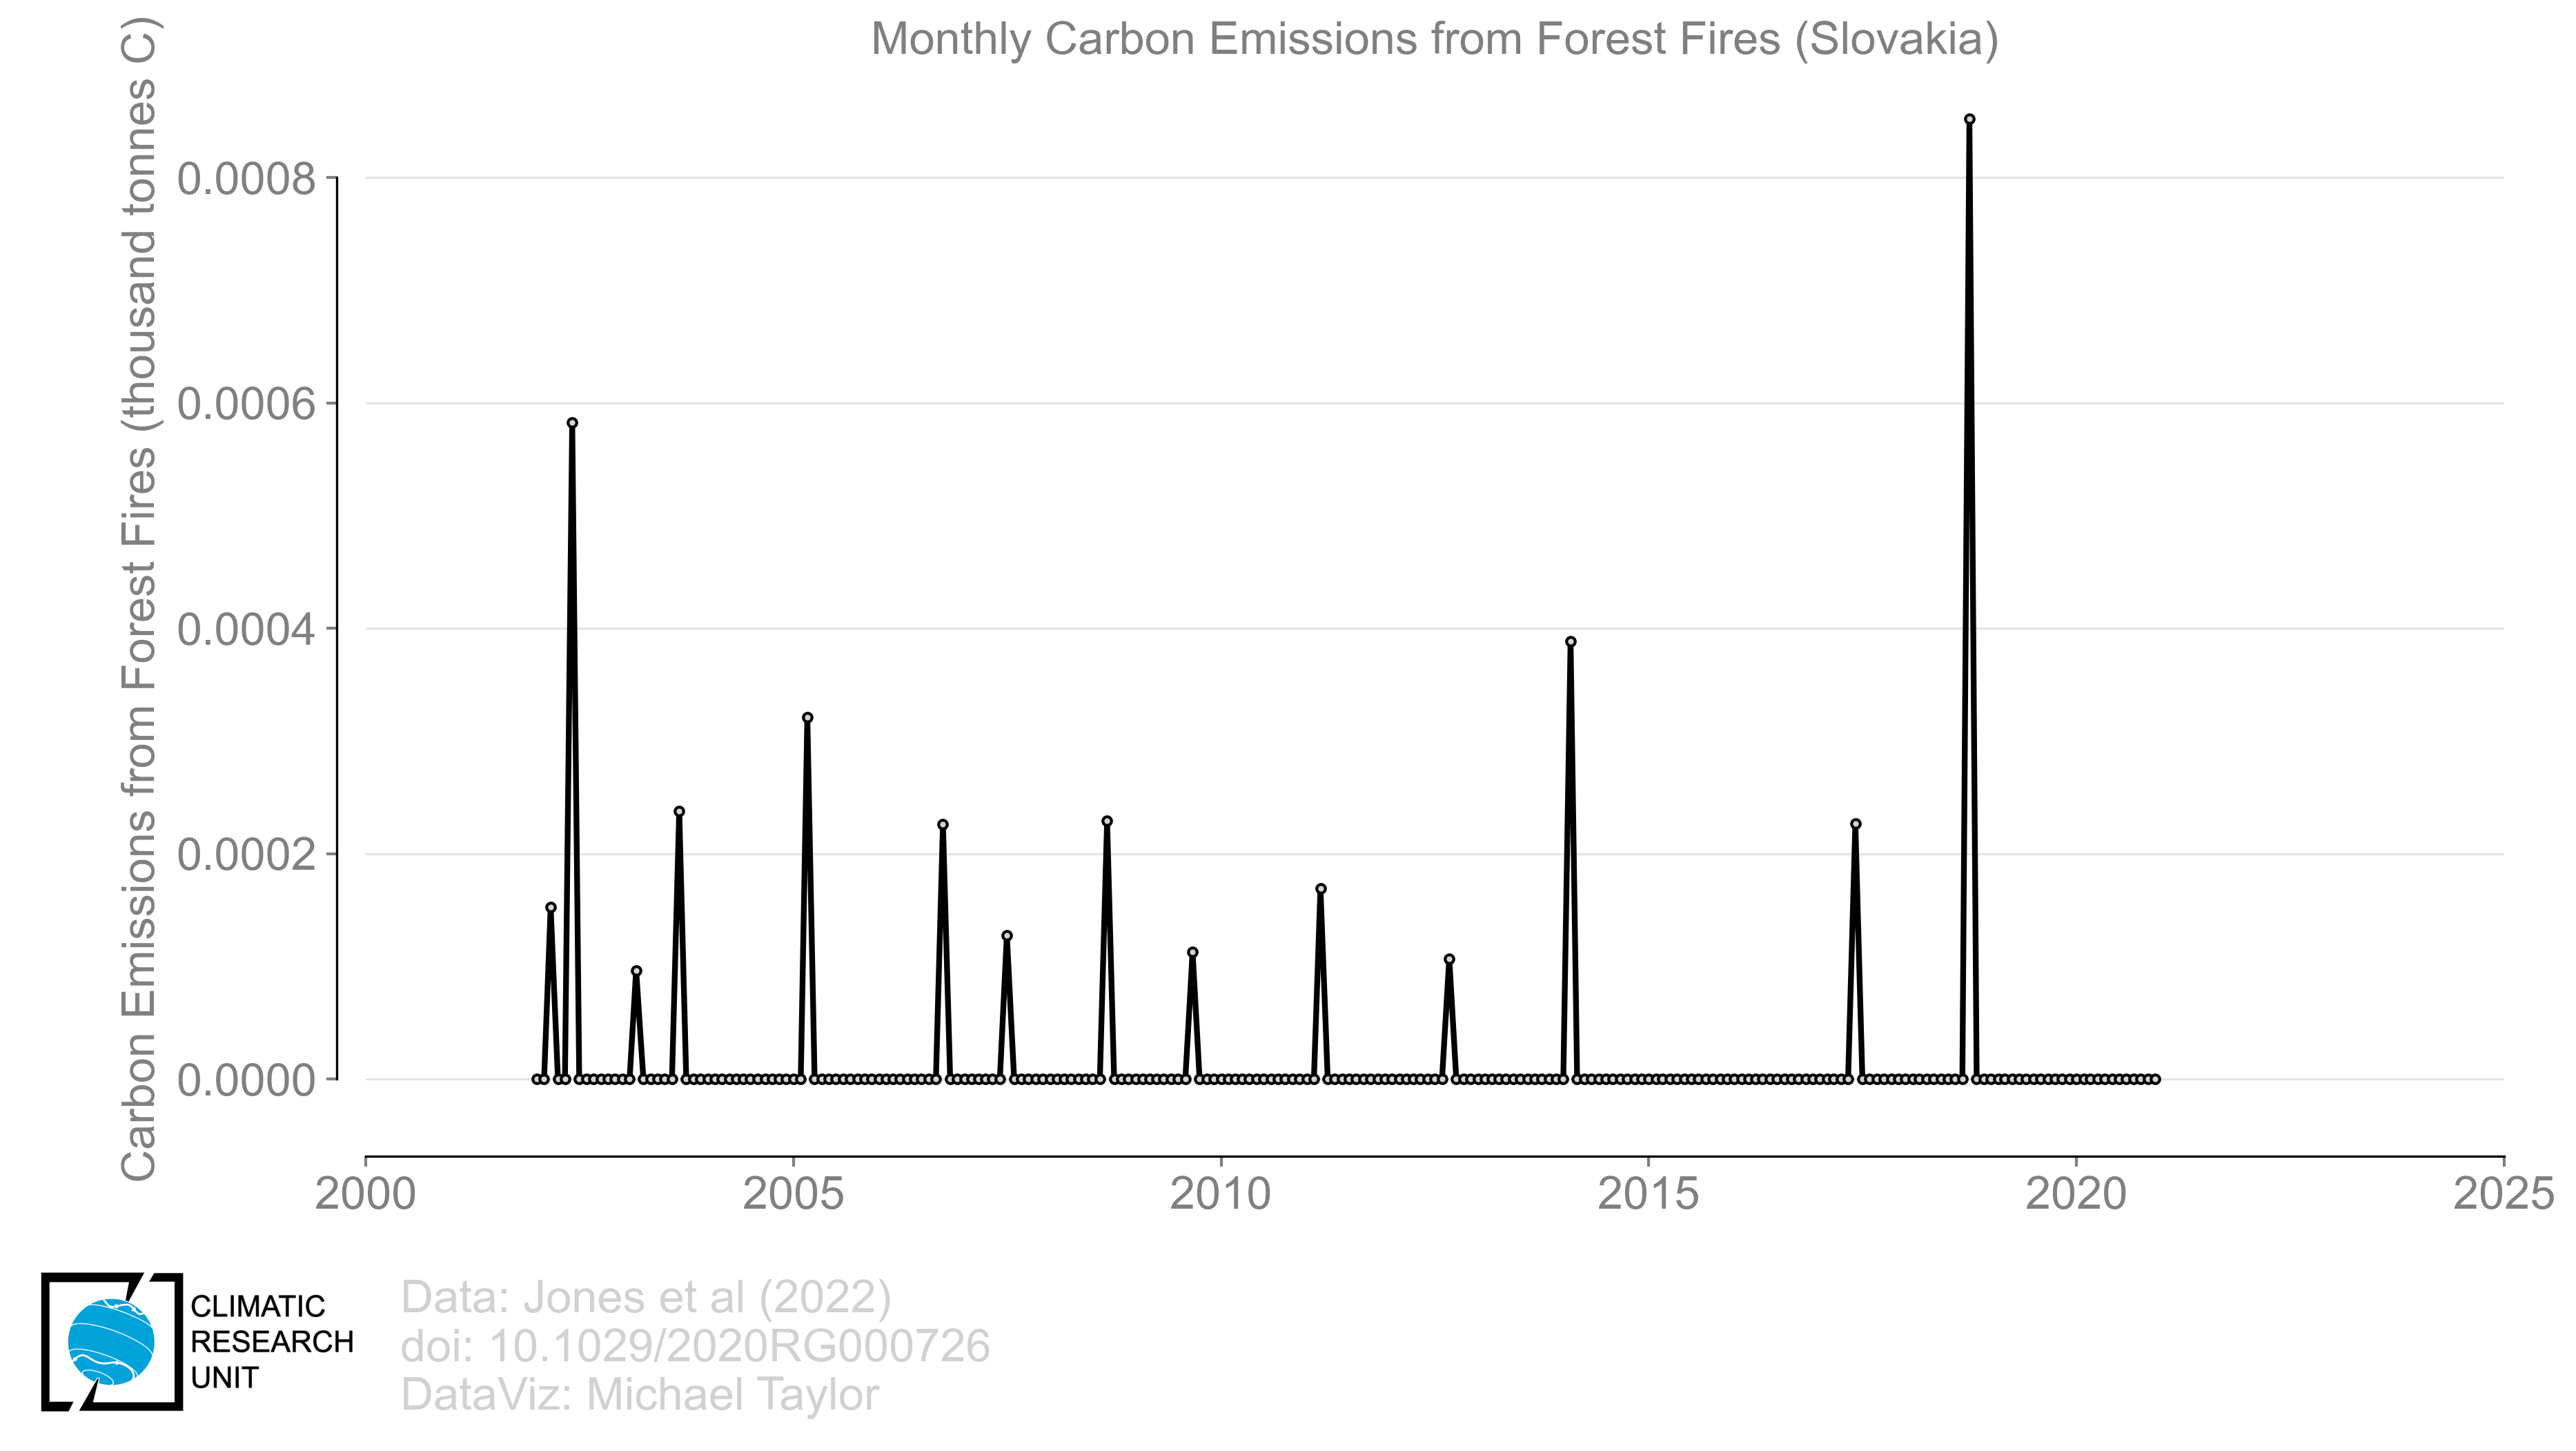 Monthly Carbon Emissions from Forest Fires (Slovakia)
Carbon Emissions from Forest Fires (thousand tonnes C)
0.0008
0.0006
0.0004
0.0002
0.0000
2000 2005 2010 2015 2020 2025
CLIMATIC
RESEARCH
UNIT
Data: Jones et al (2022)
doi: 10.1029/2020RG000726
DataViz: Michael Taylor